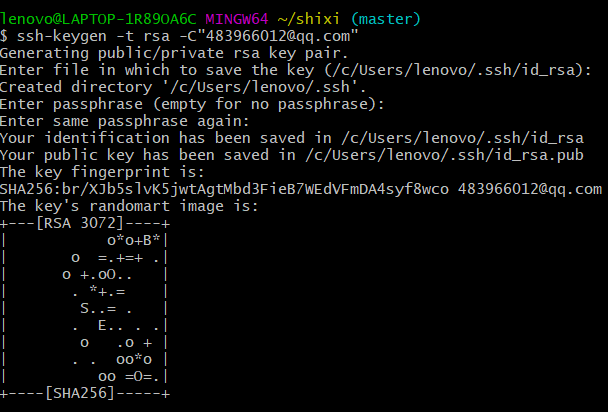 lenovo@LAPTOP-1R89OA6C MINGW64 ~/shixi (master)
$ ssh-keygen -t rsa -C"483966012@qq.com"
Generating public/private rsa key pair.
Enter file in which to save the key (/c/Users/lenovo/.ssh/id_rsa):
Created directory '/c/Users/lenovo/.ssh'.
Enter passphrase (empty for no passphrase):
Enter same passphrase again:
Your identification has been saved in /c/Users/lenovo/.ssh/id_rsa
Your public key has been saved in /c/Users/lenovo/.ssh/id_rsa.pub
The key fingerprint is:
SHA256:br/XJb5slvK5jwtAgtMbd3FieB7WEdVFmDA4syf8wco 483966012@qq.com
The key's randomart image is:
+---[RSA 3072]----+
|           o*o+B*|
|       o  =.+=+ .|
|      o +.oO..   |
|       . *+.=    |
|        S..= .   |
|       .  E.. . .|
|        o   .o + |
|       . .  oo*o |
|          oo =O=.|
+----[SHA256]-----+